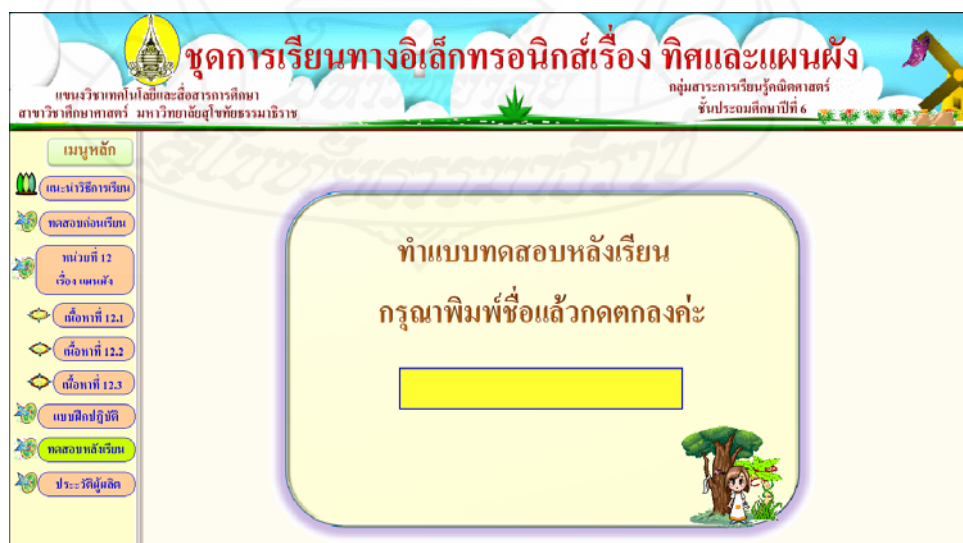 ชุดการเรียนทางอิเล็กทรอนิกส์เรื่อง ทิศและแผนผัง
แขนงวิชาเทคโนโลยีและสื่อสารการศึกษา
สาขาวิชาศึกษาศาสตร์ มหาวิทยาลัยสุโขทัยธรรมาธิราช
กลุ่มสาระการเรียนรู้คณิตศาสตร์
ชั้นประถมศึกษาปีที่ 6
เมนูหลัก
แนะนำวิธีการเรียน
ทดสอบก่อนเรียน
หน่วยที่ 12
เรื่อง แผนผัง
เนื้อหาที่ 12.1
เนื้อหาที่ 12.2
เนื้อหาที่ 12.3
แบบฝึกปฏิบัติ
ทดสอบหลังเรียน
ประะวัติผู้ผลิต
ทำแบบทดสอบหลังเรียน
กรุณาพิมพ์ชื่อแล้วกดตกลงค่ะ